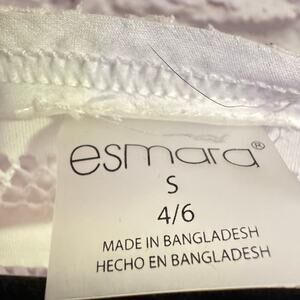 esmara®
S
4/6
MADE IN BANGLADESH
HECHO EN BANGLADESH